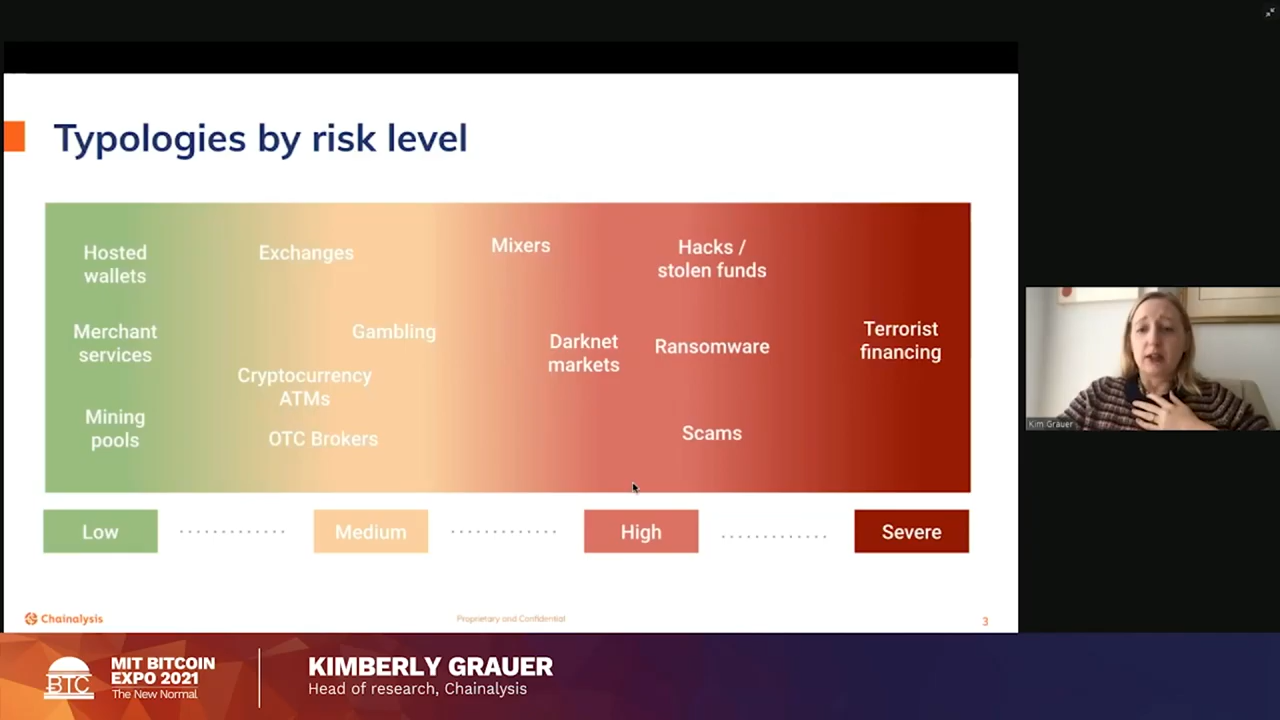 Typologies by risk level
Hosted
wallets
Exchanges
Mixers
Hacks /
stolen funds
Merchant
services
Gambling
Darknet
markets
Ransomware
Terrorist
financing
Cryptocurrency
ATMs
Mining
pools
OTC Brokers
Scams
Low
Medium
High
Severe
Chainalysis
Proprietary and Confidential
3
Kim Grauer
BTC
MIT BITCOIN
EXPO 2021
The New Normal
KIMBERLY GRAUER
Head of research, Chainalysis